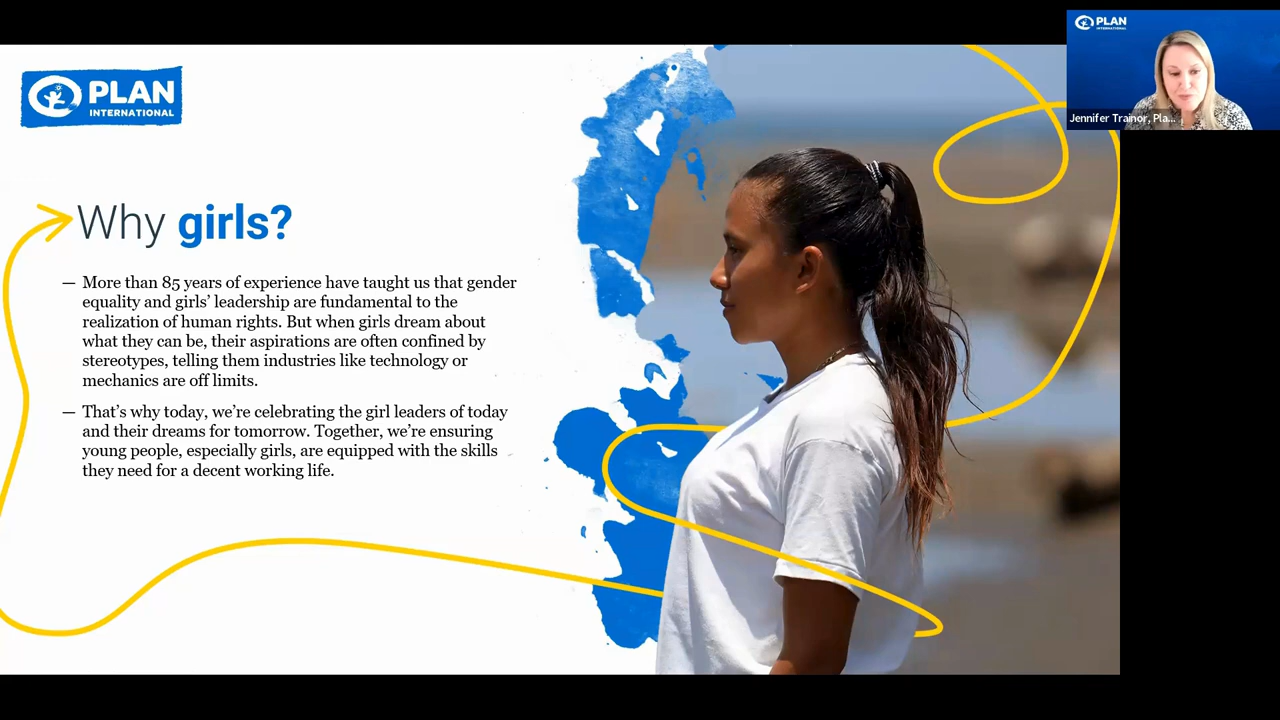 PLAN
INTERNATIONAL
Why girls?
— More than 85 years of experience have taught us that gender
equality and girls’ leadership are fundamental to the
realization of human rights. But when girls dream about
what they can be, their aspirations are often confined by
stereotypes, telling them industries like technology or
mechanics are off limits.
— That’s why today, we’re celebrating the girl leaders of today
and their dreams for tomorrow. Together, we’re ensuring
young people, especially girls, are equipped with the skills
they need for a decent working life.
PLAN
INTERNATIONAL
Jennifer Trainor, Pla...